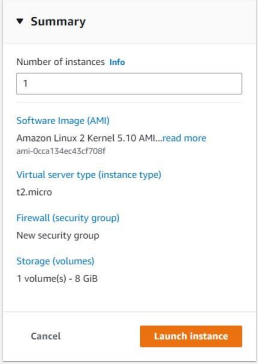 Summary
Number of instances Info
1
Software Image (AMI)
Amazon Linux 2 Kernel 5.10 AMI...read more
ami-0cca134ec43cf708f
Virtual server type (instance type)
t2.micro
Firewall (security group)
New security group
Storage (volumes)
1 volume(s) - 8 GiB
Cancel
Launch instance